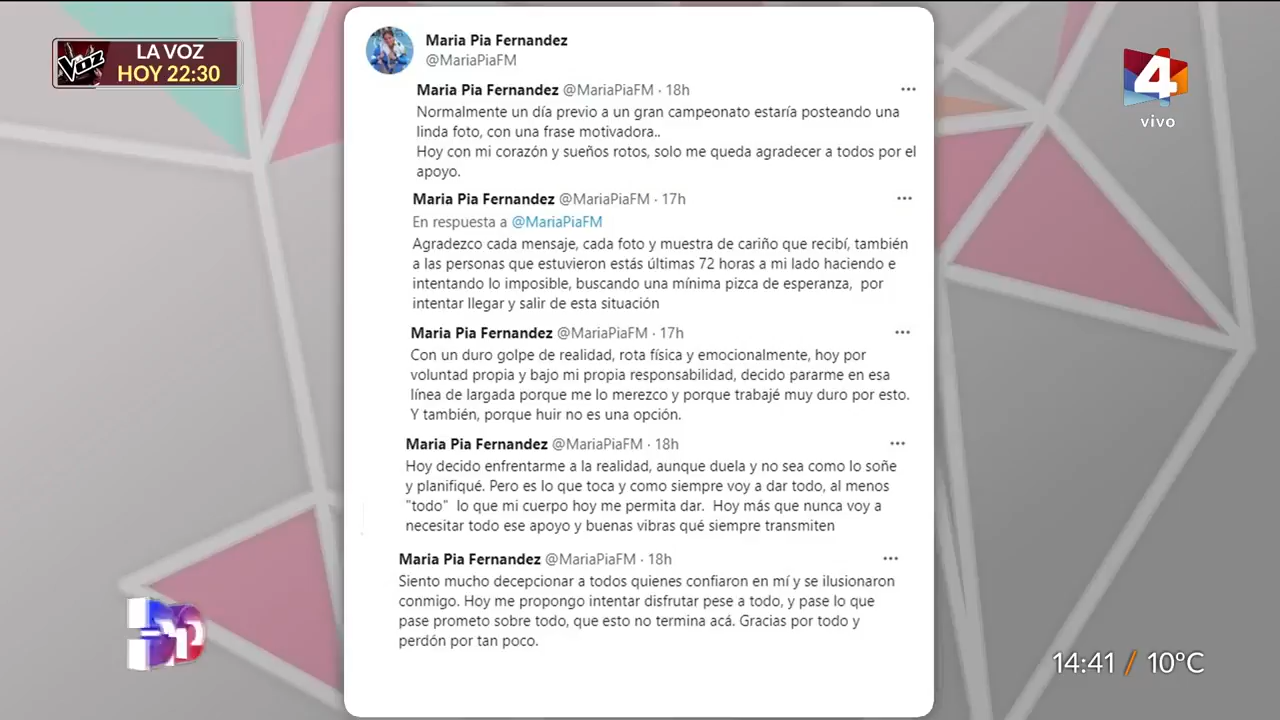 LA VOZ
HOY 22:30
Voz
4
vivo
Maria Pia Fernandez
@MariaPiaFM
Maria Pia Fernandez @MariaPiaFM · 18h
Normalmente un día previo a un gran campeonato estaría posteando una
linda foto, con una frase motivadora..
Hoy con mi corazón y sueños rotos, solo me queda agradecer a todos por el
apoyo.
Maria Pia Fernandez @MariaPiaFM · 17h
En respuesta a @MariaPiaFM
Agradezco cada mensaje, cada foto y muestra de cariño que recibí, también
a las personas que estuvieron estás últimas 72 horas a mi lado haciendo e
intentando lo imposible, buscando una mínima pizca de esperanza,  por
intentar llegar y salir de esta situación
Maria Pia Fernandez @MariaPiaFM · 17h
Con un duro golpe de realidad, rota física y emocionalmente, hoy por
voluntad propia y bajo mi propia responsabilidad, decido pararme en esa
línea de largada porque me lo merezco y porque trabajé muy duro por esto.
Y también, porque huir no es una opción.
Maria Pia Fernandez @MariaPiaFM · 18h
Hoy decido enfrentarme a la realidad, aunque duela y no sea como lo soñe
y planifiqué. Pero es lo que toca y como siempre voy a dar todo, al menos
"todo"  lo que mi cuerpo hoy me permita dar.  Hoy más que nunca voy a
necesitar todo ese apoyo y buenas vibras qué siempre transmiten
Maria Pia Fernandez @MariaPiaFM · 18h
Siento mucho decepcionar a todos quienes confiaron en mí y se ilusionaron
conmigo. Hoy me propongo intentar disfrutar pese a todo, y pase lo que
pase prometo sobre todo, que esto no termina acá. Gracias por todo y
perdón por tan poco.
14:41 / 10°C